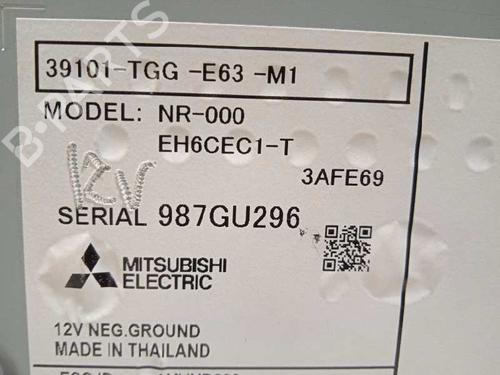 39101-TGG -E63 -M1
MODEL: NR-000
EH6CEC1-T
3AFE69
12V
SERIAL 987GU296
MITSUBISHI
ELECTRIC
12V NEG.GROUND
MADE IN THAILAND
B-PARTS